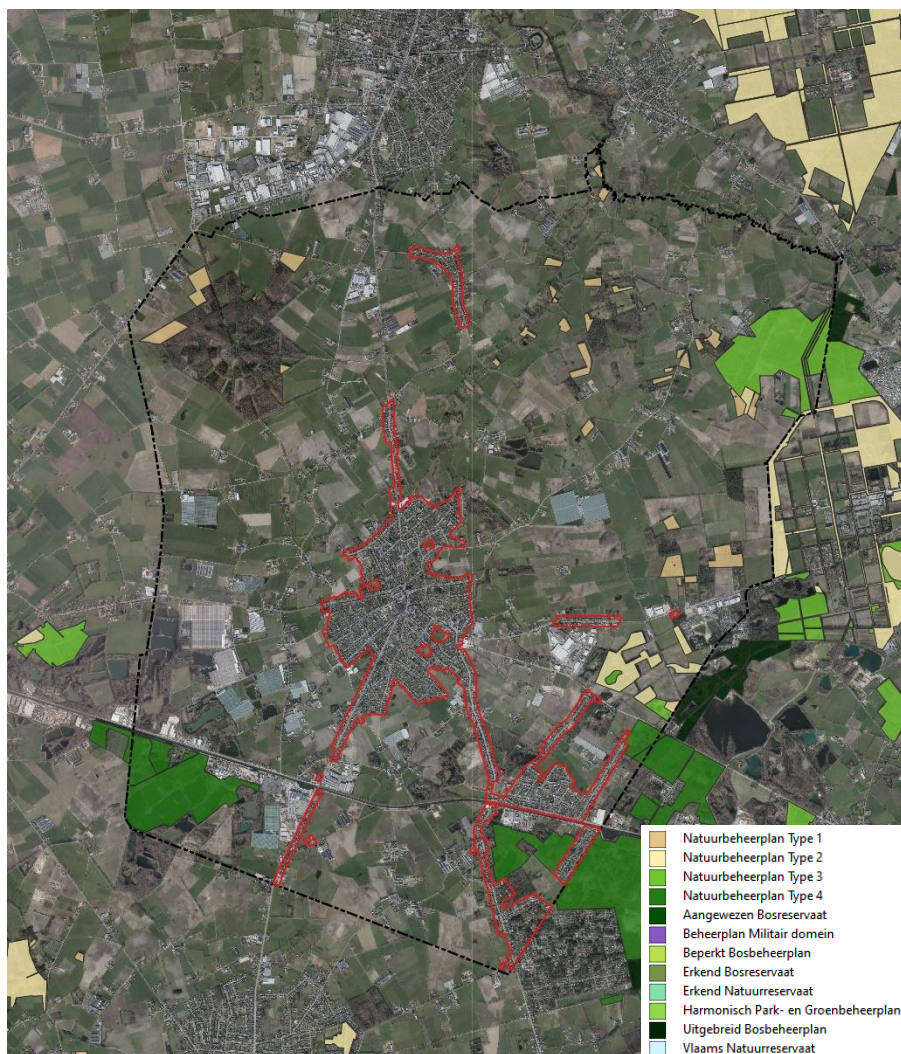 Natuurbeheerplan Type 1
Natuurbeheerplan Type 2
Natuurbeheerplan Type 3
Natuurbeheerplan Type 4
Aangewezen Bosreservaat
Beheerplan Militair domein
Beperkt Bosbeheerplan
Erkend Bosreservaat
Erkend Natuurreservaat
Harmonisch Park- en Groenbeheerplan
Uitgebreid Bosbeheerplan
Vlaams Natuurreservaat